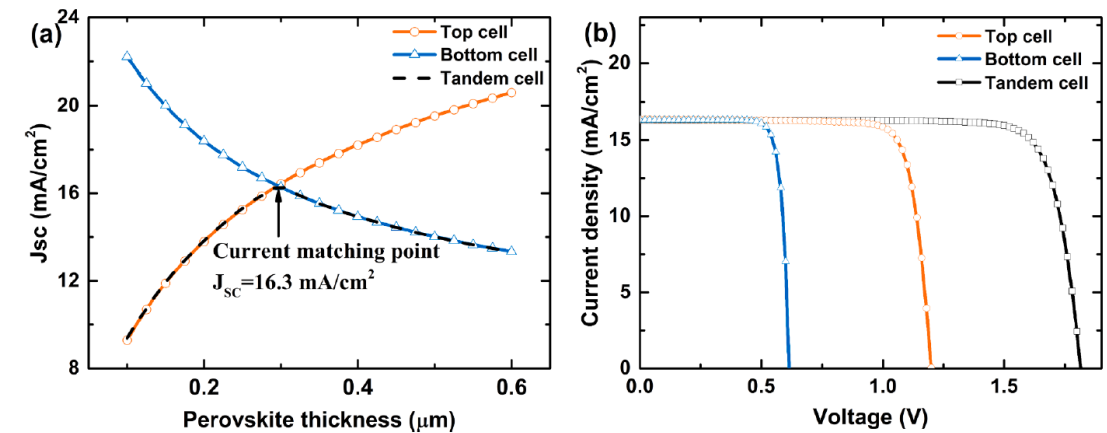 (a)
Top cell
Bottom cell
Tandem cell
Jsc (mA/cm²)
24
20
16
12
8
0.2
0.4
0.6
Perovskite thickness (μm)
Current matching point
J_SC=16.3 mA/cm²
(b)
Top cell
Bottom cell
Tandem cell
Current density (mA/cm²)
20
15
10
5
0
0.0
0.5
1.0
1.5
Voltage (V)